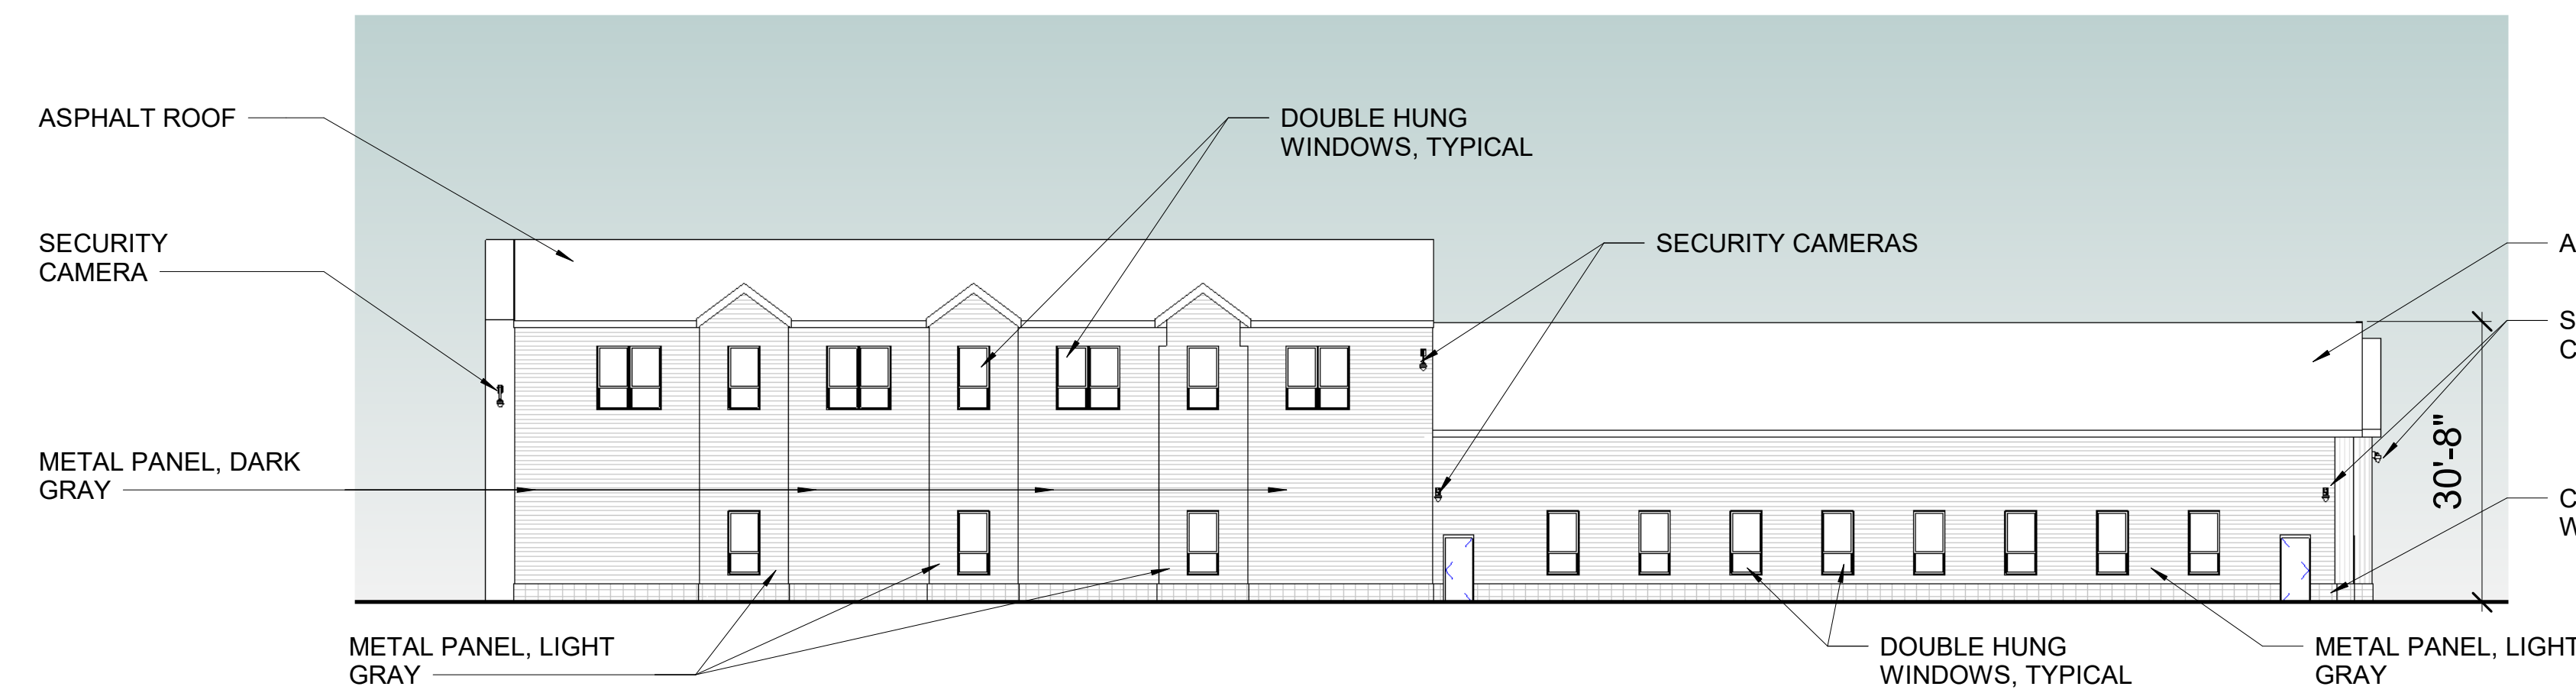 ASPHALT ROOF
DOUBLE HUNG
WINDOWS, TYPICAL
SECURITY
CAMERA
SECURITY CAMERAS
A
S
C
METAL PANEL, DARK
GRAY
30'-8"
C
W
METAL PANEL, LIGHT
GRAY
DOUBLE HUNG
WINDOWS, TYPICAL
METAL PANEL, LIGHT
GRAY